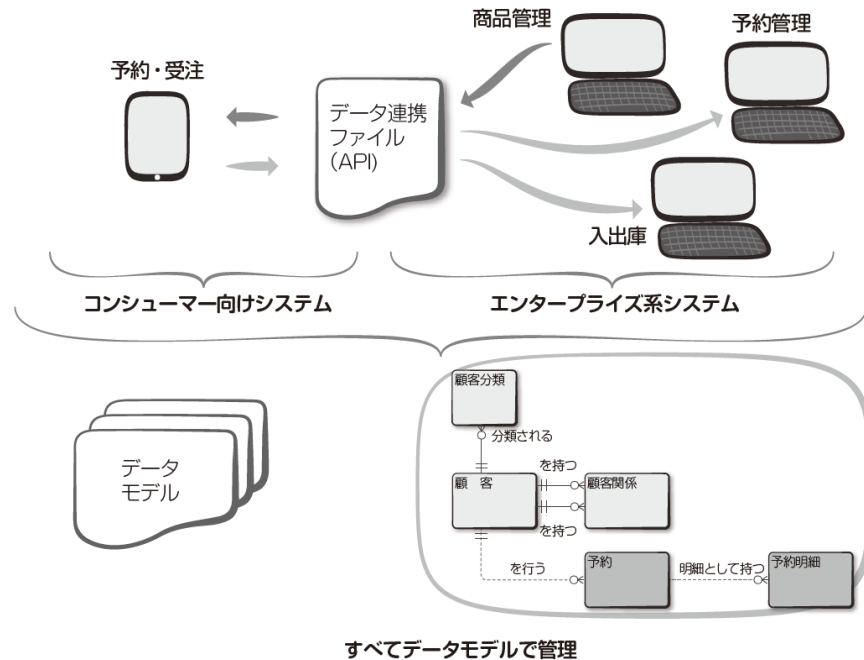 商品管理
予約管理
予約・受注
データ連携
ファイル
(API)
入出庫
コンシューマー向けシステム
エンタープライズ系システム
顧客分類
分類される
データ
モデル
顧　客
を持つ
顧客関係
を持つ
を行う
予約
明細として持つ
予約明細
すべてデータモデルで管理